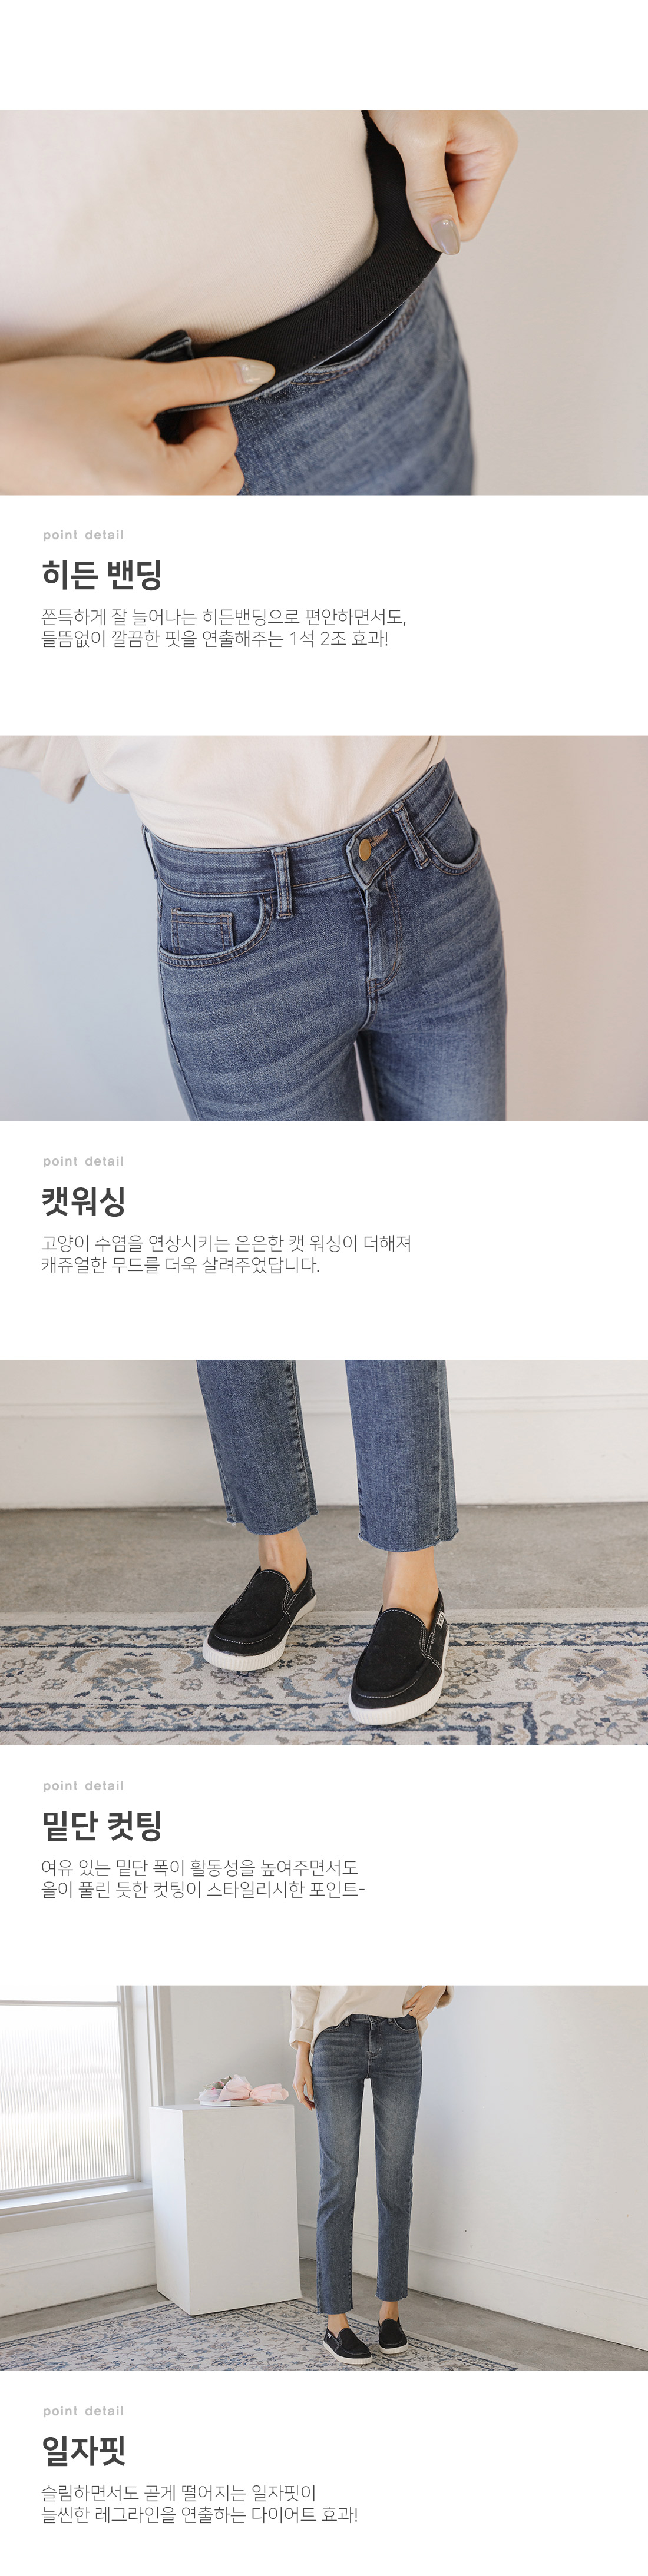 point detail
히든 밴딩
쫀득하게 잘 늘어나는 히든밴딩으로 편안하면서도,
들뜸없이 깔끔한 핏을 연출해주는 1석 2조 효과!
point detail
캣워싱
고양이 수염을 연상시키는 은은한 캣 워싱이 더해져
캐쥬얼한 무드를 더욱 살려주었답니다.
point detail
밑단 컷팅
여유 있는 밑단 폭이 활동성을 높여주면서도
올이 풀린 듯한 컷팅이 스타일리시한 포인트-
point detail
일자핏
슬림하면서도 곧게 떨어지는 일자핏이
늘씬한 레그라인을 연출하는 다이어트 효과!